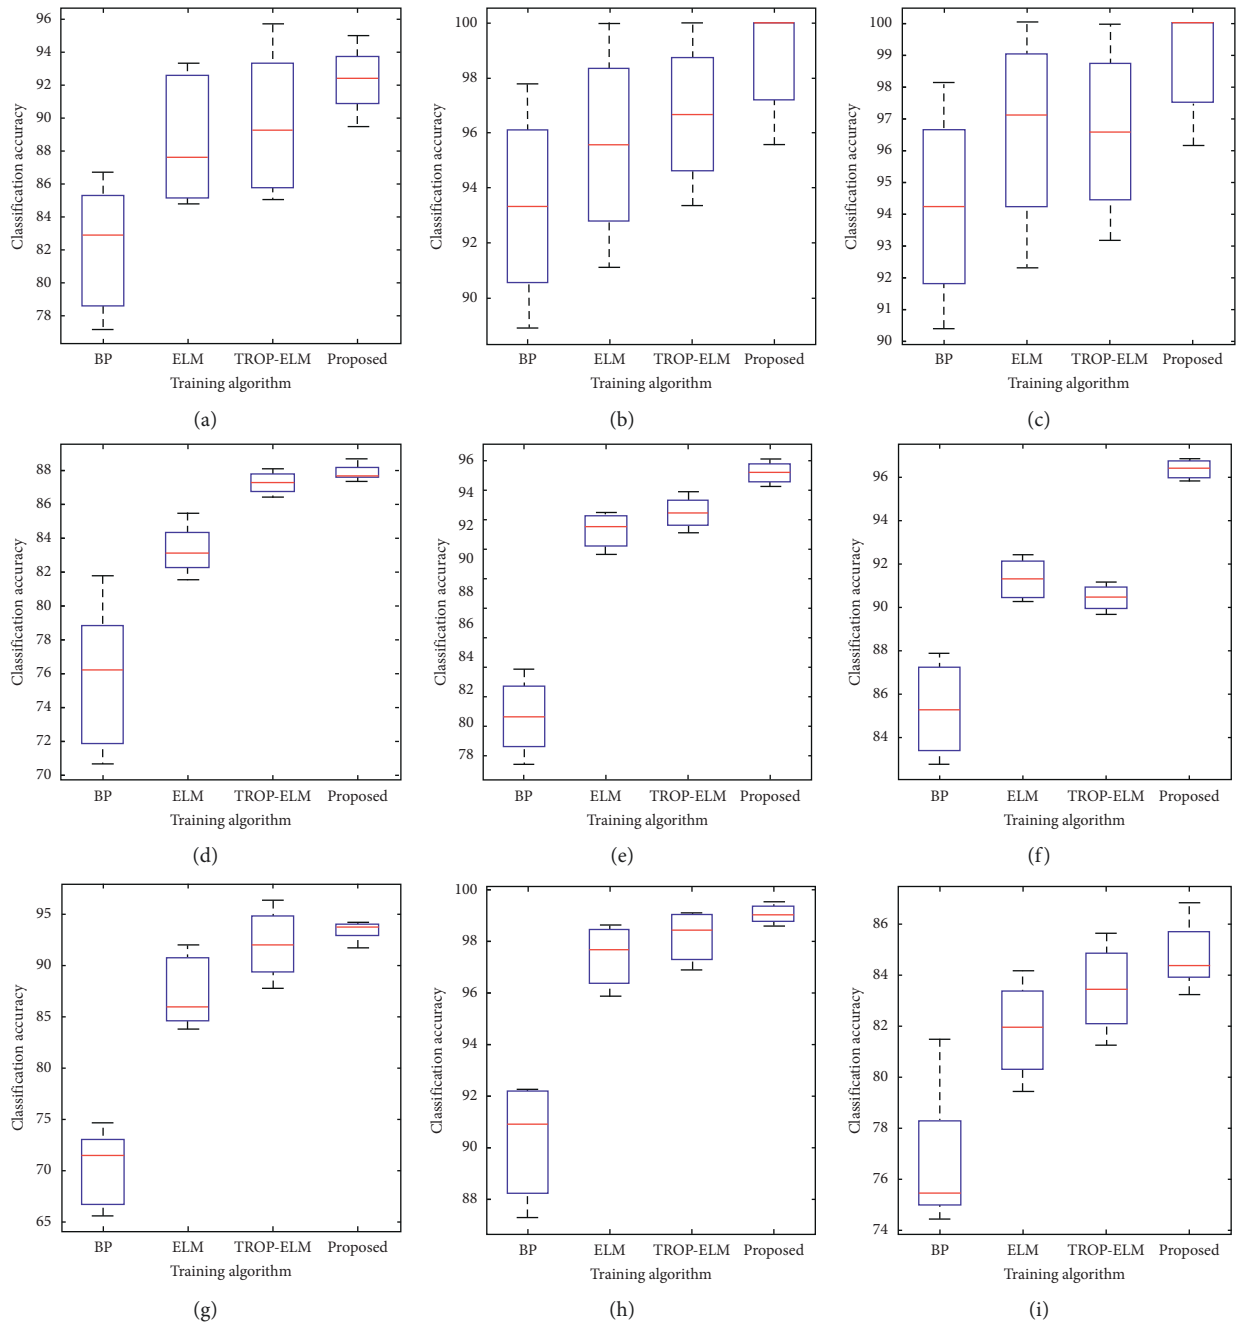 96
94
92
90
88
86
84
82
80
78
Classification accuracy
BP ELM TROP-ELM Proposed
Training algorithm
(a)
100
98
96
94
92
90
Classification accuracy
BP ELM TROP-ELM Proposed
Training algorithm
(b)
100
99
98
97
96
95
94
93
92
91
90
Classification accuracy
BP ELM TROP-ELM Proposed
Training algorithm
(c)
88
86
84
82
80
78
76
74
72
70
Classification accuracy
BP ELM TROP-ELM Proposed
Training algorithm
(d)
96
94
92
90
88
86
84
82
80
78
Classification accuracy
BP ELM TROP-ELM Proposed
Training algorithm
(e)
96
94
92
90
88
86
84
Classification accuracy
BP ELM TROP-ELM Proposed
Training algorithm
(f)
95
90
85
80
75
70
65
Classification accuracy
BP ELM TROP-ELM Proposed
Training algorithm
(g)
100
98
96
94
92
90
88
Classification accuracy
BP ELM TROP-ELM Proposed
Training algorithm
(h)
86
84
82
80
78
76
74
Classification accuracy
BP ELM TROP-ELM Proposed
Training algorithm
(i)